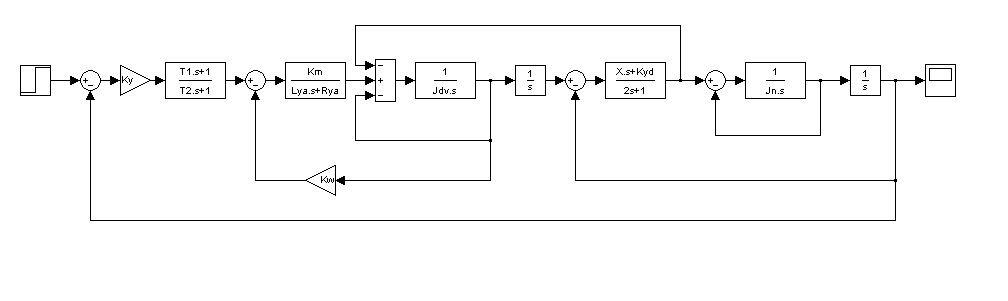 Ky
T1.s+1
T2.s+1
Km
Lya.s+Rya
1
Jdv.s
1
s
X.s+Kyd
2s+1
1
Jn.s
1
s
Kw